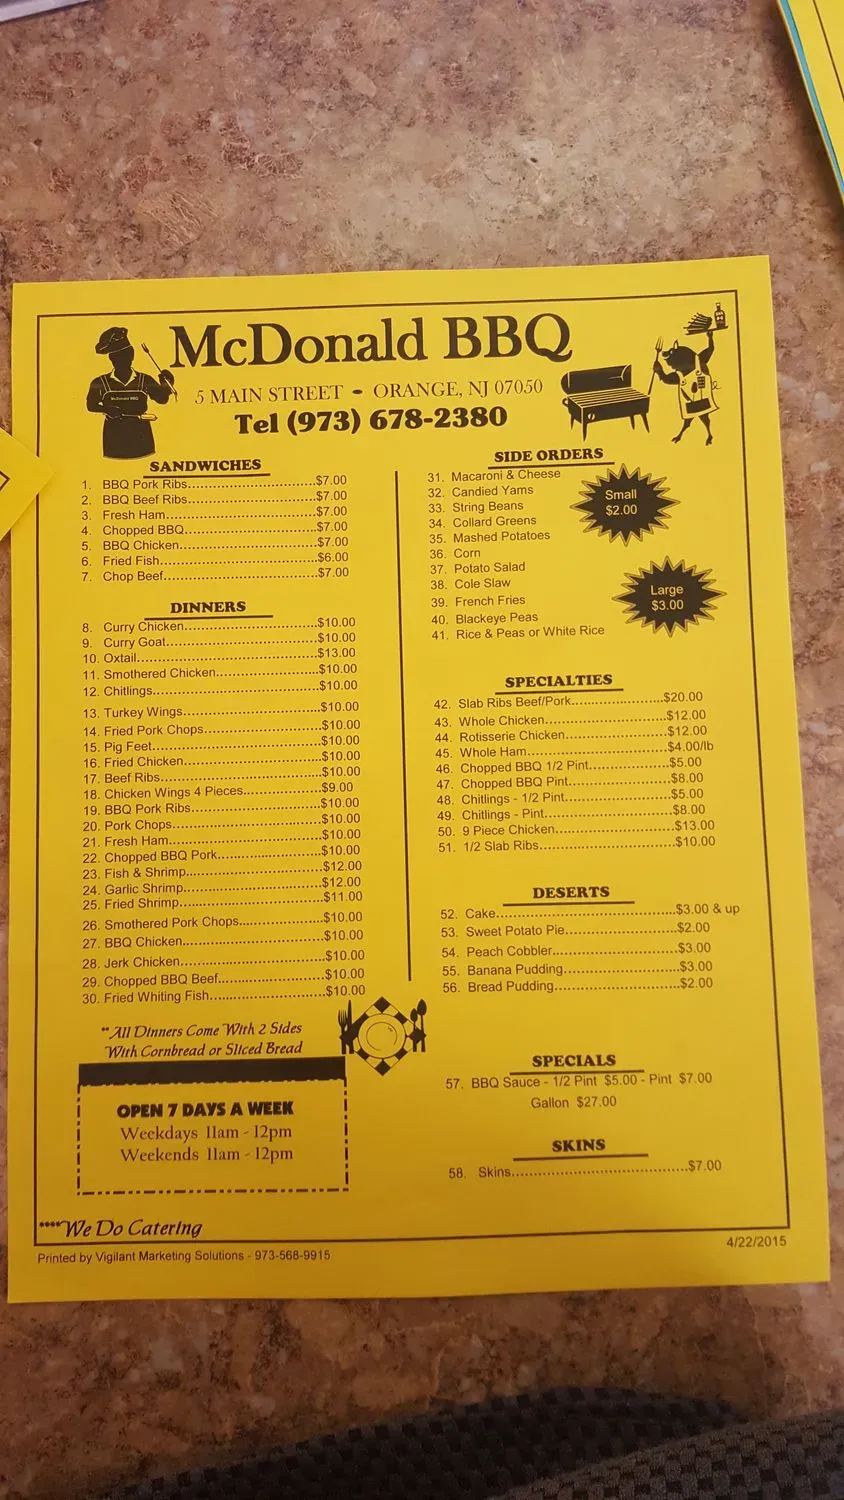 McDonald BBQ
5 MAIN STREET • ORANGE, NJ 07050
Tel (973) 678-2380
McDonald BBQ
SANDWICHES
1. BBQ Pork Ribs................................$7.00
2. BBQ Beef Ribs................................$7.00
3. Fresh Ham......................................$7.00
4. Chopped BBQ.................................$7.00
5. BBQ Chicken..................................$7.00
6. Fried Fish.......................................$6.00
7. Chop Beef......................................$7.00
DINNERS
8. Curry Chicken.................................$10.00
9. Curry Goat......................................$10.00
10. Oxtail.............................................$13.00
11. Smothered Chicken..........................$10.00
12. Chitlings.........................................$10.00
13. Turkey Wings..................................$10.00
14. Fried Pork Chops..............................$10.00
15. Pig Feet..........................................$10.00
16. Fried Chicken..................................$10.00
17. Beef Ribs........................................$10.00
18. Chicken Wings 4 Pieces....................$9.00
19. BBQ Pork Ribs.................................$10.00
20. Pork Chops.....................................$10.00
21. Fresh Ham......................................$10.00
22. Chopped BBQ Pork..........................$10.00
23. Fish & Shrimp..................................$12.00
24. Garlic Shrimp..................................$12.00
25. Fried Shrimp...................................$11.00
26. Smothered Pork Chops.....................$10.00
27. BBQ Chicken...................................$10.00
28. Jerk Chicken...................................$10.00
29. Chopped BBQ Beef..........................$10.00
30. Fried Whiting Fish............................$10.00
**All Dinners Come With 2 Sides
With Cornbread or Sliced Bread
OPEN 7 DAYS A WEEK
Weekdays 11am - 12pm
Weekends 11am - 12pm
SIDE ORDERS
31. Macaroni & Cheese
32. Candied Yams
33. String Beans
34. Collard Greens
35. Mashed Potatoes
36. Corn
37. Potato Salad
38. Cole Slaw
39. French Fries
40. Blackeye Peas
41. Rice & Peas or White Rice
Small
$2.00
Large
$3.00
SPECIALTIES
42. Slab Ribs Beef/Pork.......................$20.00
43. Whole Chicken...............................$12.00
44. Rotisserie Chicken.........................$12.00
45. Whole Ham...................................$4.00/lb
46. Chopped BBQ 1/2 Pint....................$5.00
47. Chopped BBQ Pint.........................$8.00
48. Chitlings - 1/2 Pint..........................$5.00
49. Chitlings - Pint................................$8.00
50. 9 Piece Chicken..............................$13.00
51. 1/2 Slab Ribs..................................$10.00
DESERTS
52. Cake.............................................$3.00 & up
53. Sweet Potato Pie............................$2.00
54. Peach Cobbler...............................$3.00
55. Banana Pudding.............................$3.00
56. Bread Pudding...............................$2.00
SPECIALS
57. BBQ Sauce - 1/2 Pint $5.00 - Pint $7.00
Gallon $27.00
SKINS
58. Skins............................................$7.00
****We Do Catering
Printed by Vigilant Marketing Solutions - 973-568-9915
4/22/2015